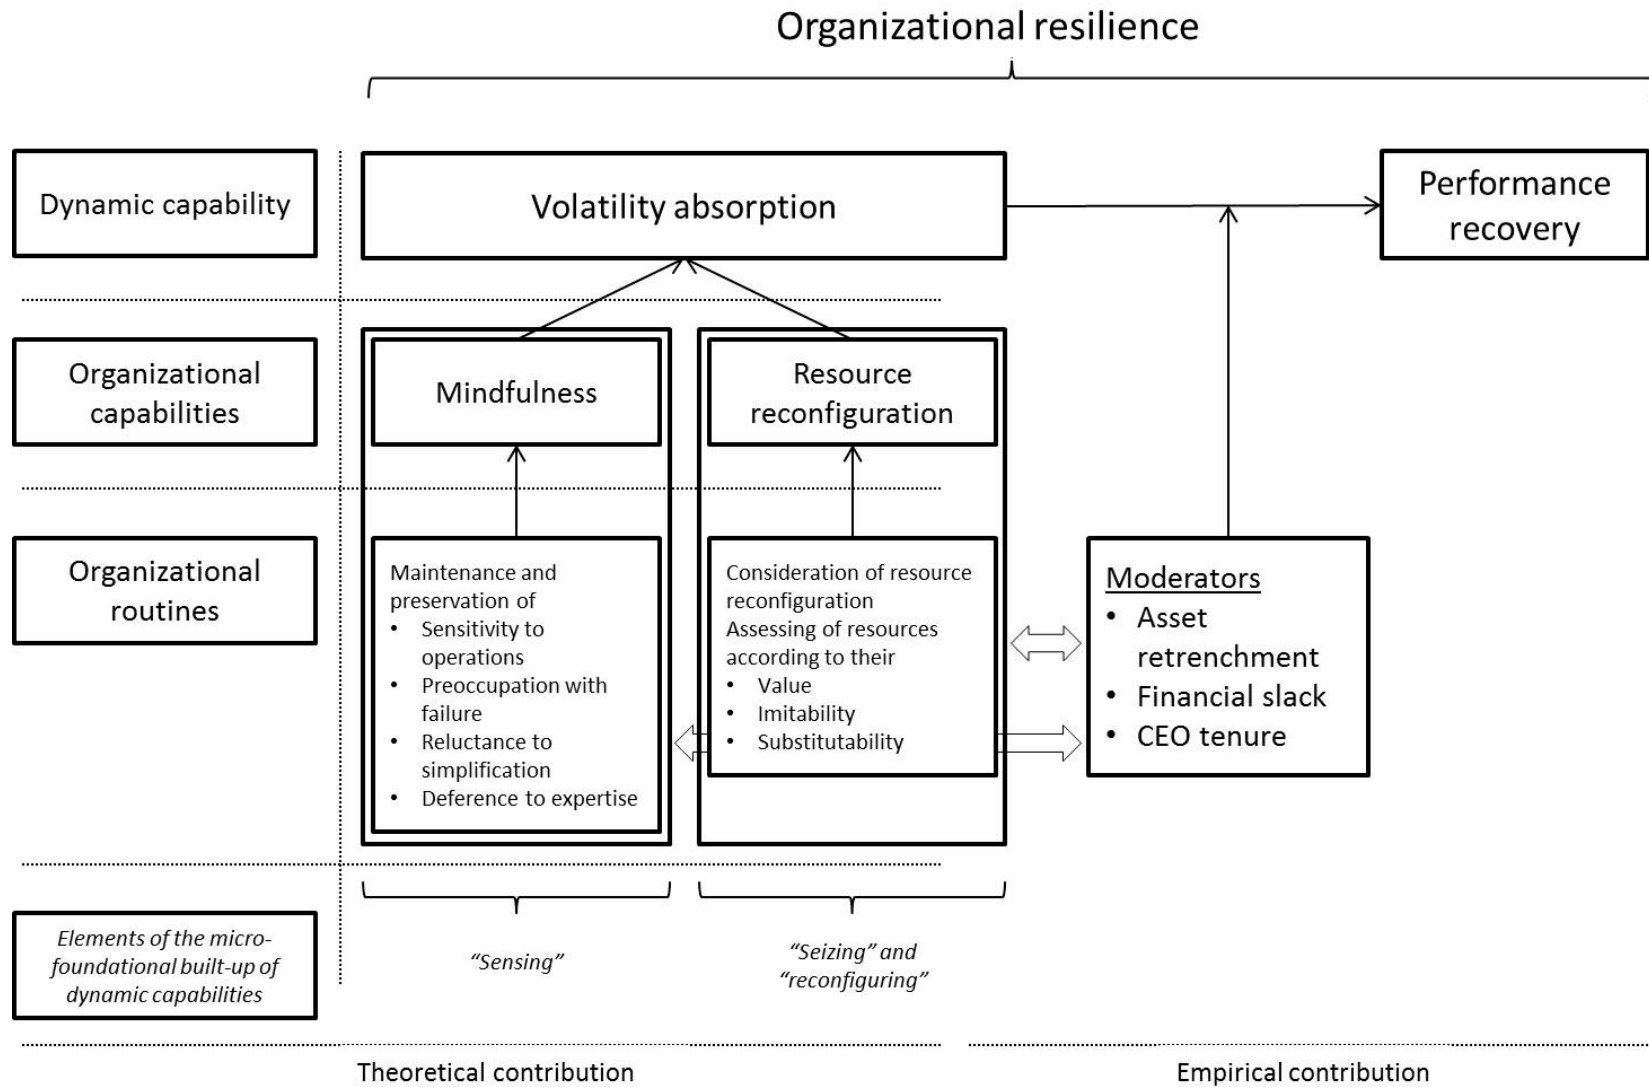 Organizational resilience
Dynamic capability
Volatility absorption
Performance
recovery
Organizational
capabilities
Mindfulness
Resource
reconfiguration
Organizational
routines
Maintenance and
preservation of
• Sensitivity to
operations
• Preoccupation with
failure
• Reluctance to
simplification
• Deference to expertise
Consideration of resource
reconfiguration
Assessing of resources
according to their
• Value
• Imitability
• Substitutability
Moderators
• Asset
retrenchment
• Financial slack
• CEO tenure
Elements of the micro-
foundational built-up of
dynamic capabilities
“Sensing”
“Seizing” and
“reconfiguring”
Theoretical contribution
Empirical contribution